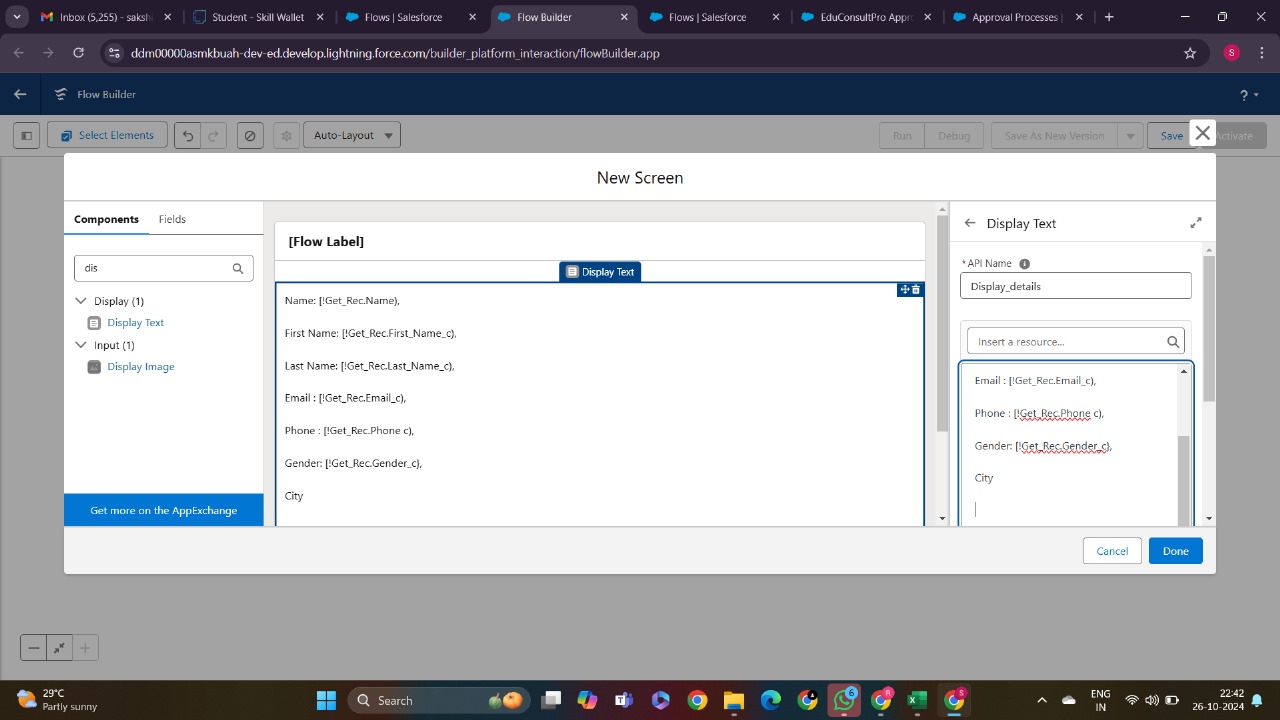 Inbox (5,255) - saksh
Student - Skill Wallet
Flows | Salesforce
Flow Builder
Flows | Salesforce
EduConsultPro Appr
Approval Processes |
ddm00000asmkbuah-dev-ed.develop.lightning.force.com/builder_platform_interaction/flowBuilder.app
S
Flow Builder
?
Select Elements
Auto-Layout
Run
Debug
Save As New Version
Save
Activate
New Screen
Components
Fields
[Flow Label]
Display Text
dis
Display (1)
Display Text
Input (1)
Display Image
Get more on the AppExchange
Display Text
Name: [!Get_Rec.Name),
First Name: [!Get_Rec.First_Name_c),
Last Name: [!Get_Rec.Last_Name_c),
Email : [!Get_Rec.Email_c),
Phone : [!Get_Rec.Phone c),
Gender: [!Get_Rec.Gender_c},
City
* API Name
Display_details
Insert a resource...
Email : [!Get_Rec.Email_c),
Phone : [!Get_Rec.Phone c),
Gender: [!Get_Rec.Gender_c},
City
Cancel
Done
29°C
Partly sunny
Search
6
ENG
IN
22:42
26-10-2024